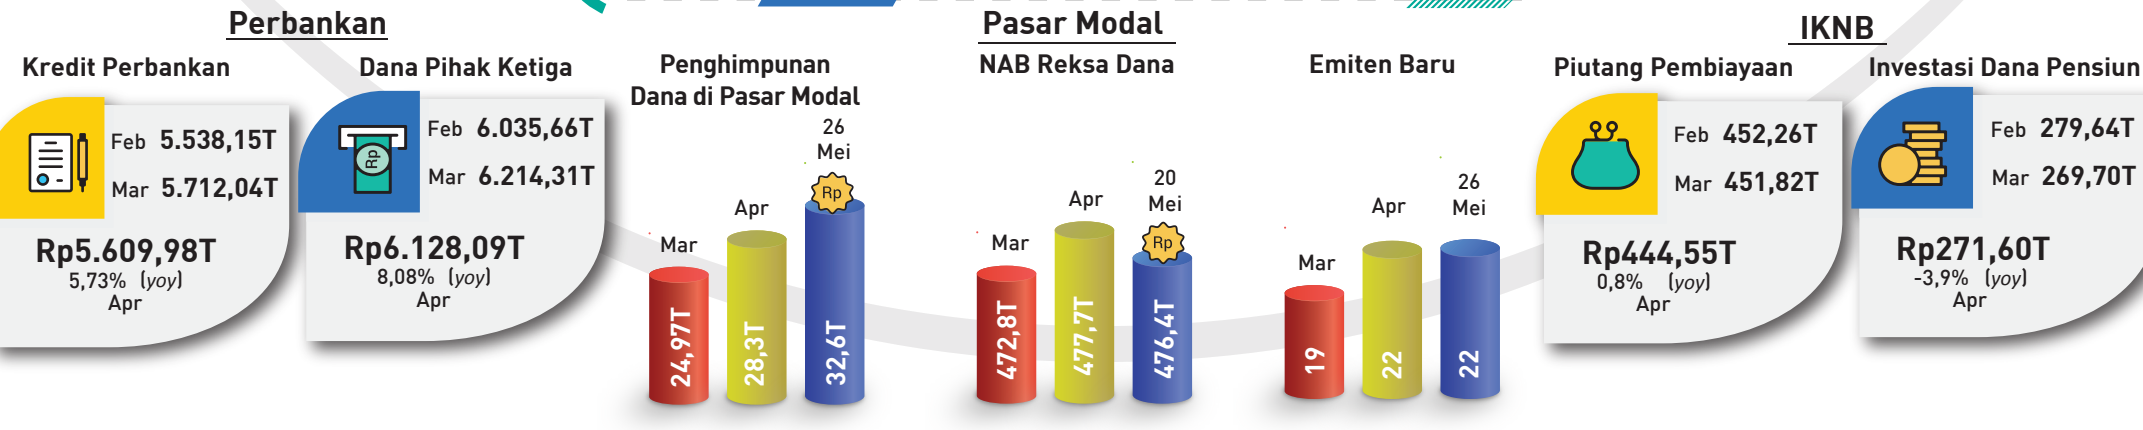 Perbankan
Kredit Perbankan
Feb 5.538,15T
Mar 5.712,04T
Rp5.609,98T
5,73% (yoy)
Apr
Dana Pihak Ketiga
Rp
Feb 6.035,66T
Mar 6.214,31T
Rp6.128,09T
8,08% (yoy)
Apr
Pasar Modal
Penghimpunan
Dana di Pasar Modal
Mar
24,97T
Apr
28,3T
26
Mei
Rp
32,6T
NAB Reksa Dana
Mar
472,8T
Apr
477,7T
20
Mei
Rp
476,4T
Emiten Baru
Mar
19
Apr
22
26
Mei
22
IKNB
Piutang Pembiayaan
Feb 452,26T
Mar 451,82T
Rp444,55T
0,8% (yoy)
Apr
Investasi Dana Pensiun
Feb 279,64T
Mar 269,70T
Rp271,60T
-3,9% (yoy)
Apr